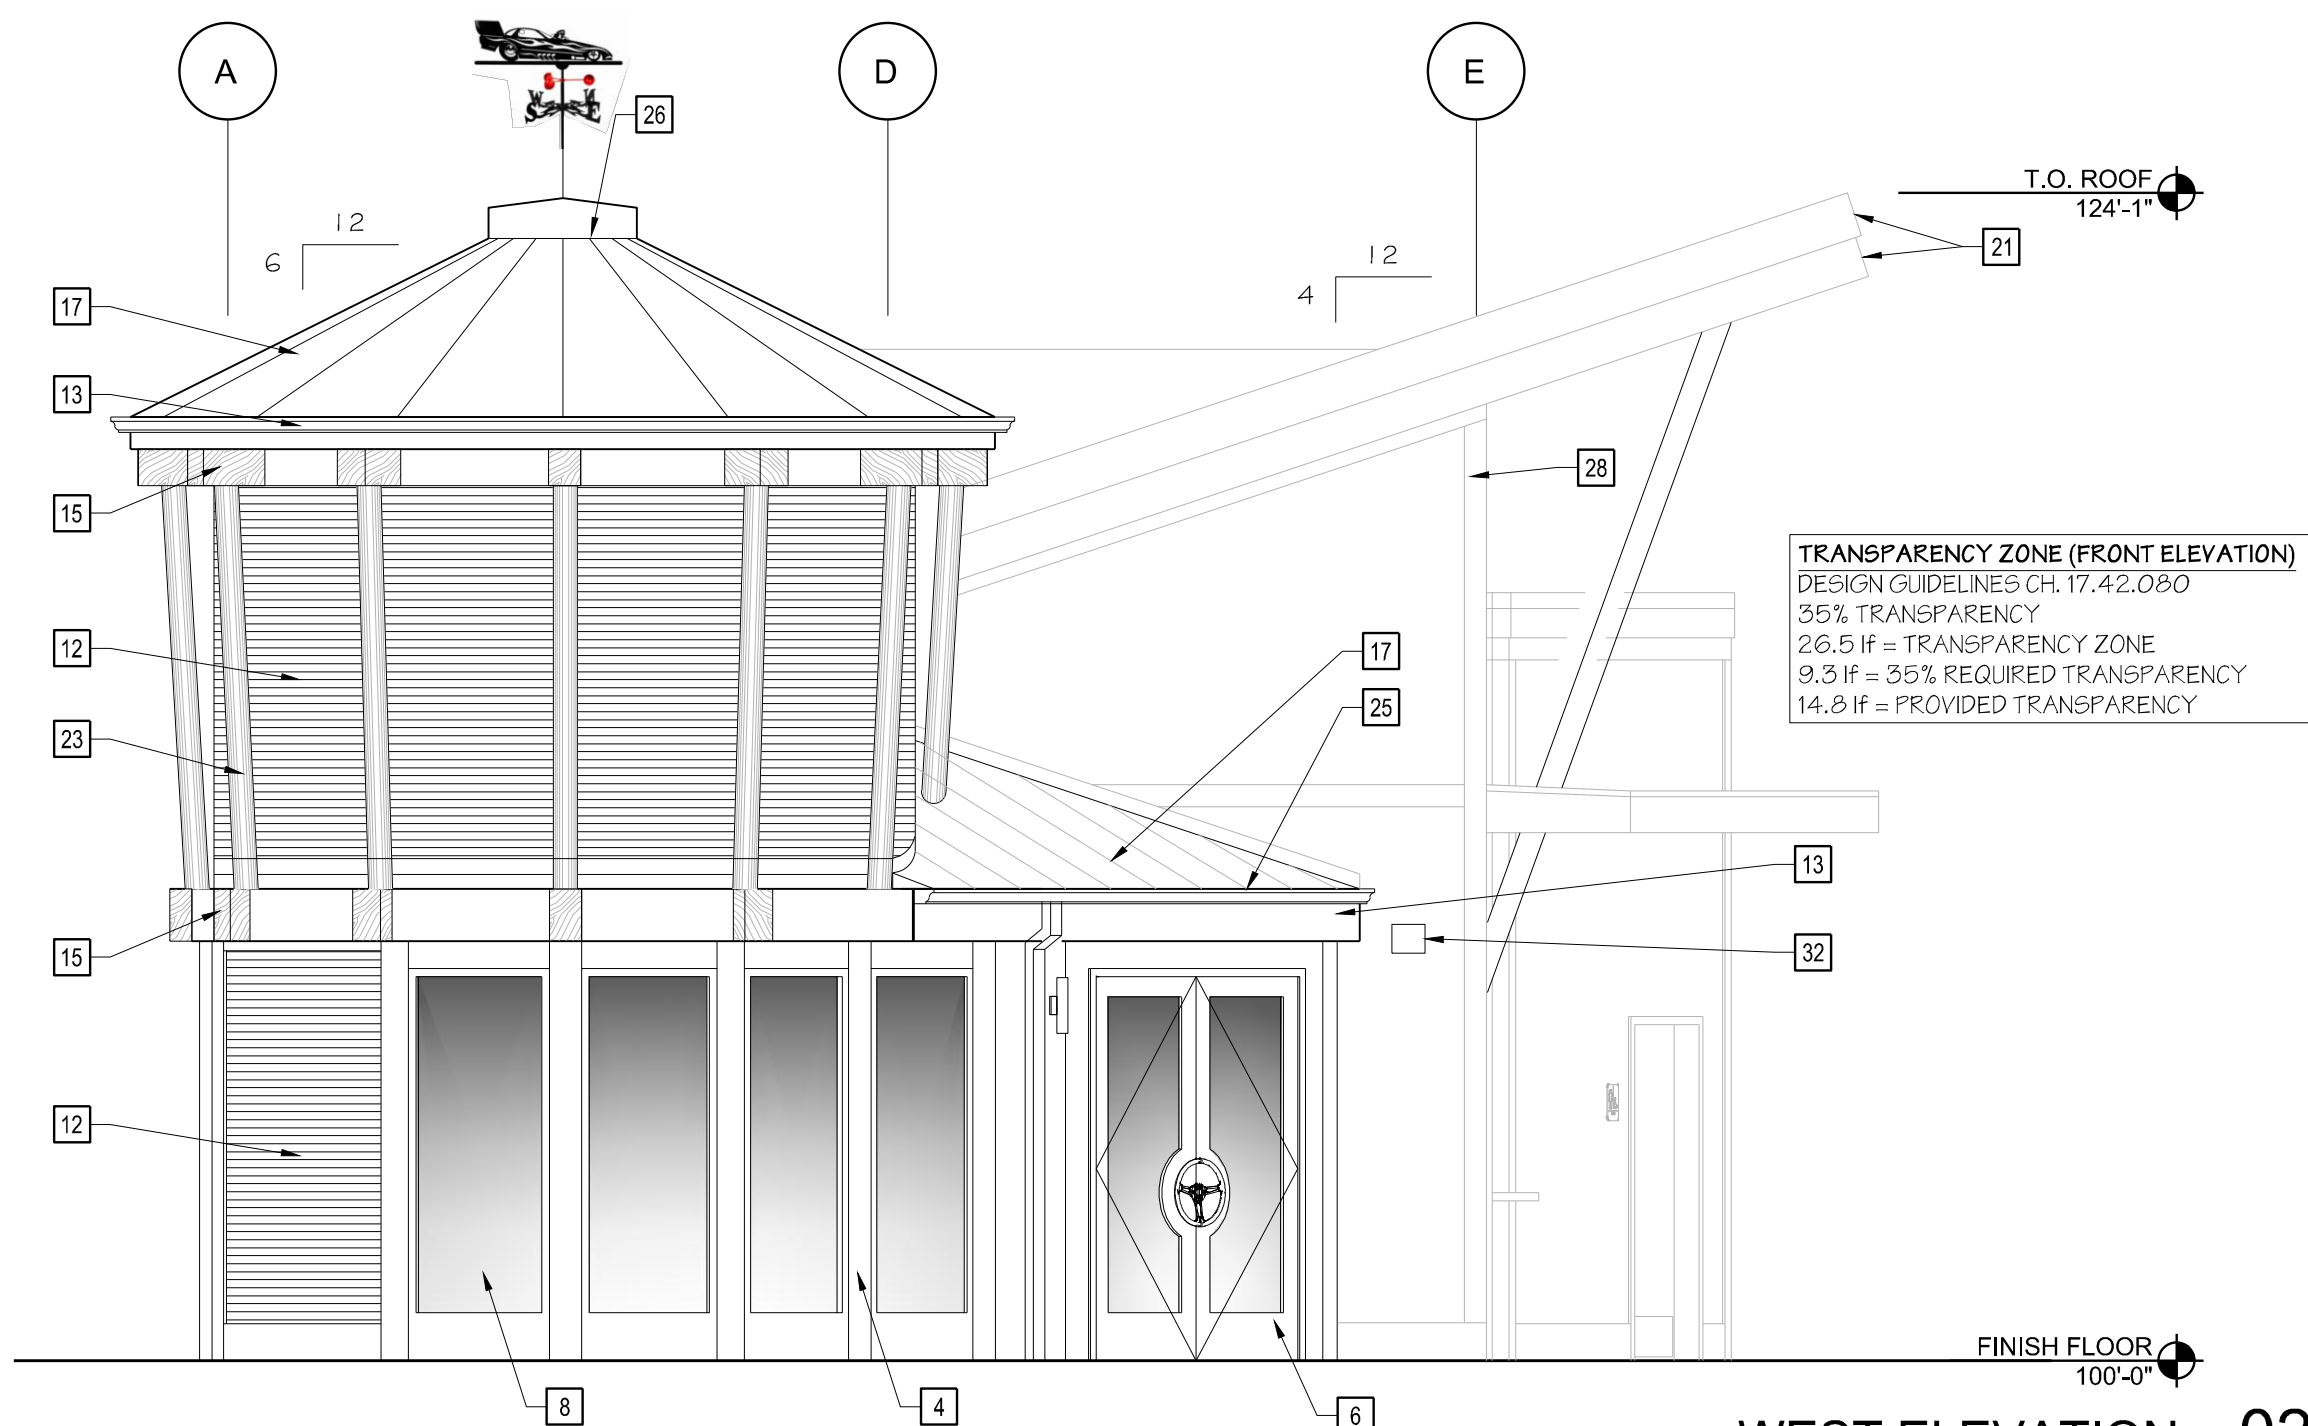 A
D
E
W
N
S
E
26
T.O. ROOF
124'-1"
12
6
12
4
21
17
13
28
15
TRANSPARENCY ZONE (FRONT ELEVATION)
DESIGN GUIDELINES CH. 17.42.080
35% TRANSPARENCY
26.5 lf = TRANSPARENCY ZONE
9.3 lf = 35% REQUIRED TRANSPARENCY
14.8 lf = PROVIDED TRANSPARENCY
12
17
25
23
13
15
32
12
FINISH FLOOR
100'-0"
8
4
6
WEST ELEVATION